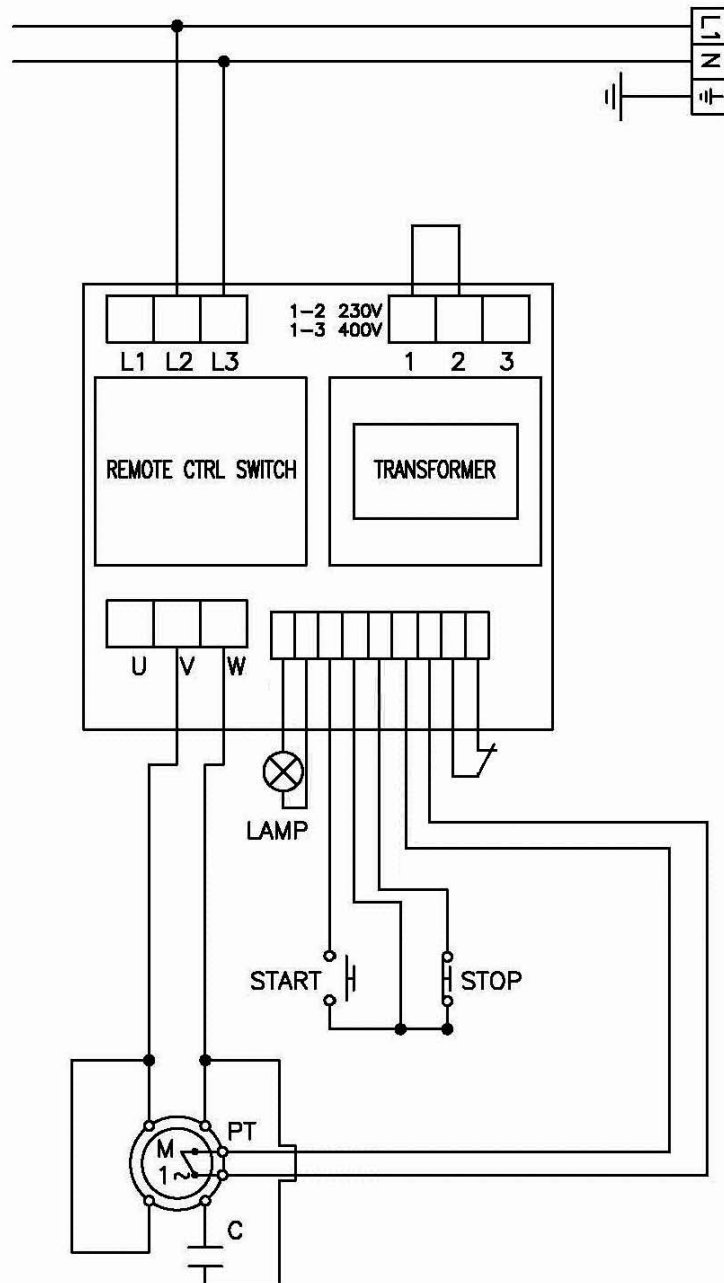 L1
N
1-2 230V
1-3 400V
L1 L2 L3
1 2 3
REMOTE CTRL SWITCH
TRANSFORMER
U V W
LAMP
START
STOP
PT
M
1~
C